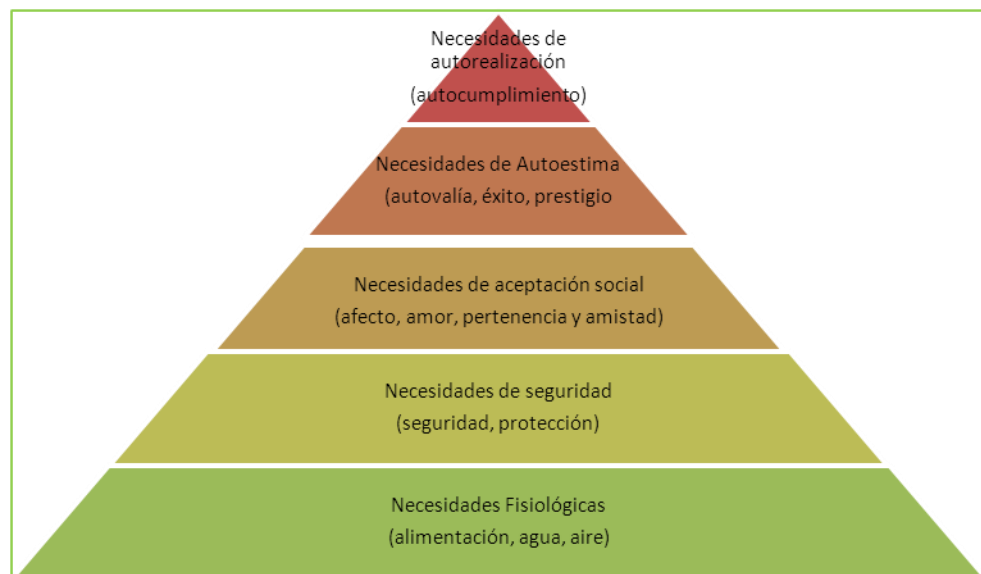 Necesidades de
autorealización
(autocumplimiento)
Necesidades de Autoestima
(autovalía, éxito, prestigio
Necesidades de aceptación social
(afecto, amor, pertenencia y amistad)
Necesidades de seguridad
(seguridad, protección)
Necesidades Fisiológicas
(alimentación, agua, aire)